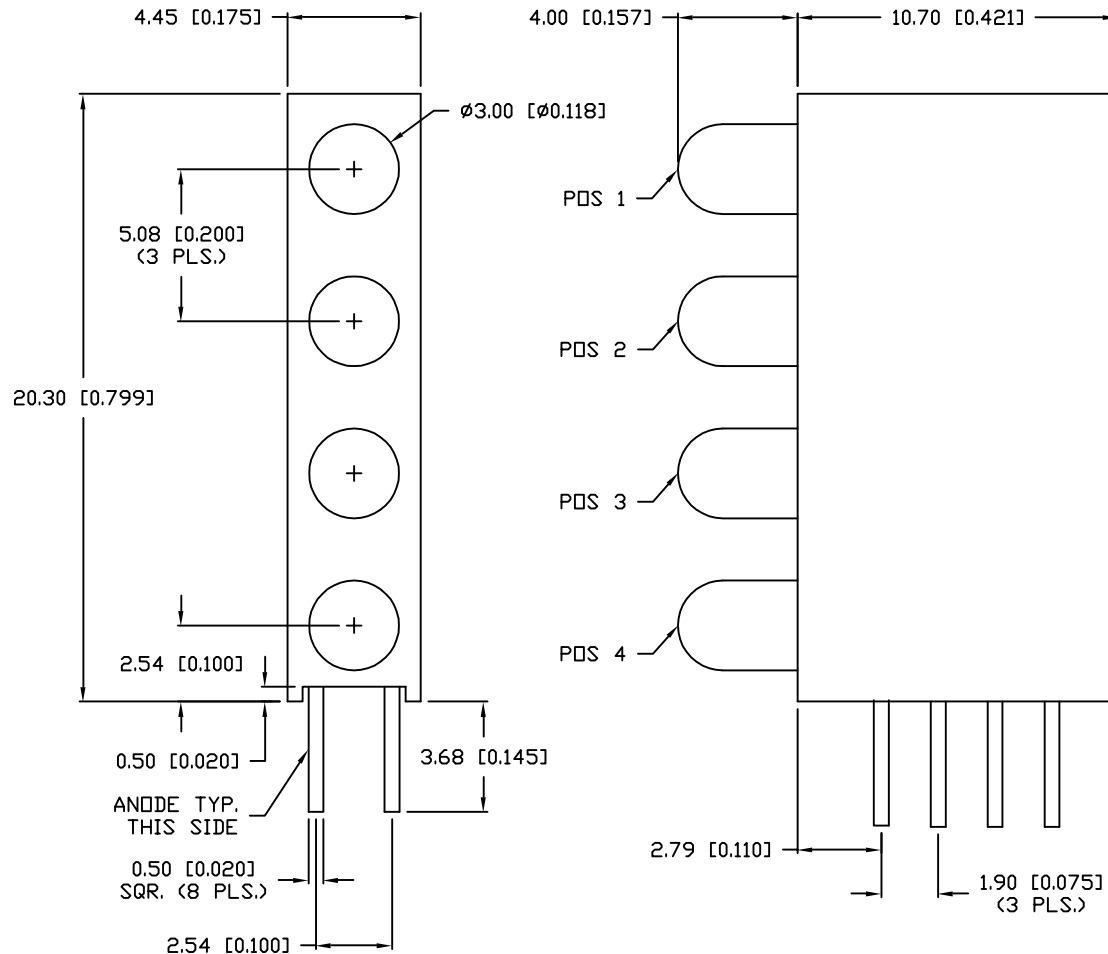 4.45 [0.175]
4.00 [0.157]
10.70 [0.421]
ø3.00 [ø0.118]
POS 1
5.08 [0.200]
(3 PLS.)
POS 2
20.30 [0.799]
POS 3
2.54 [0.100]
POS 4
0.50 [0.020]
3.68 [0.145]
ANODE TYP.
THIS SIDE
2.79 [0.110]
0.50 [0.020]
SQR. (8 PLS.)
1.90 [0.075]
(3 PLS.)
2.54 [0.100]